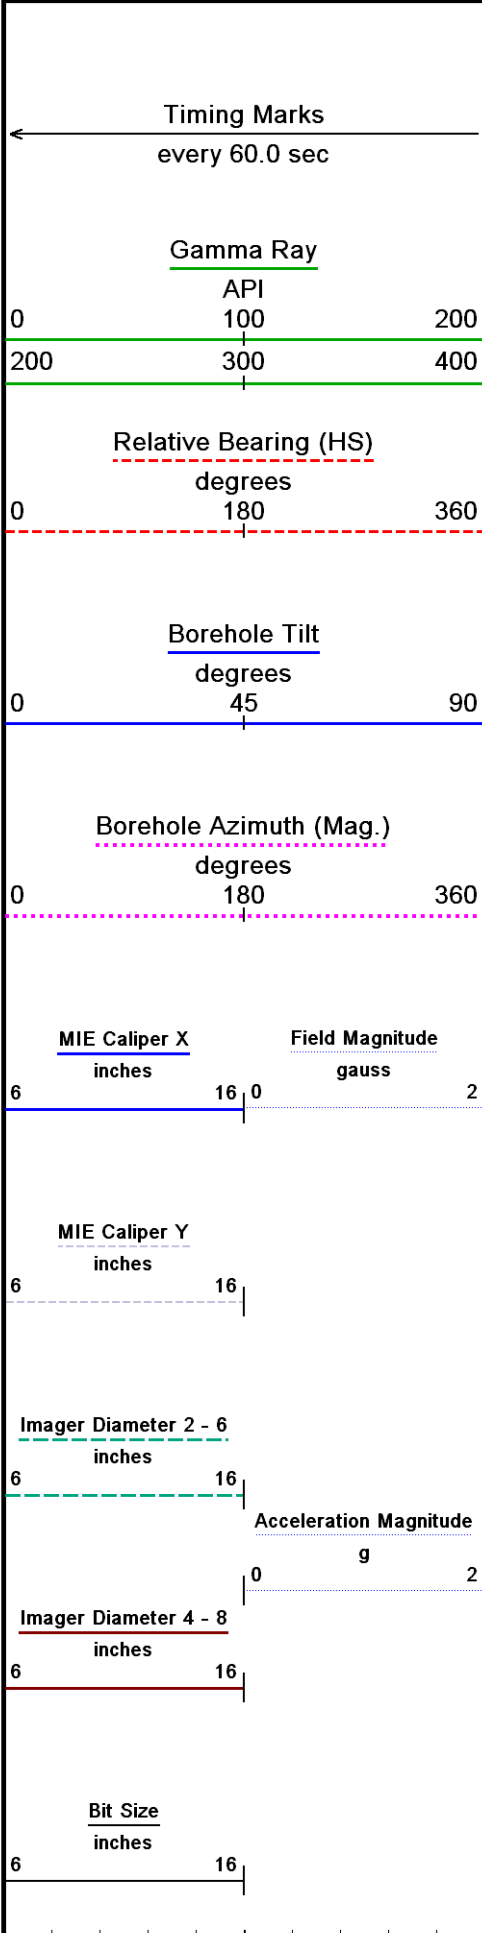 Timing Marks
every 60.0 sec
Gamma Ray
API
0 100 200
200 300 400
Relative Bearing (HS)
degrees
0 180 360
Borehole Tilt
degrees
0 45 90
Borehole Azimuth (Mag.)
degrees
0 180 360
MIE Caliper X
inches
6 16
Field Magnitude
gauss
0 2
MIE Caliper Y
inches
6 16
Imager Diameter 2 - 6
inches
6 16
Acceleration Magnitude
g
0 2
Imager Diameter 4 - 8
inches
6 16
Bit Size
inches
6 16